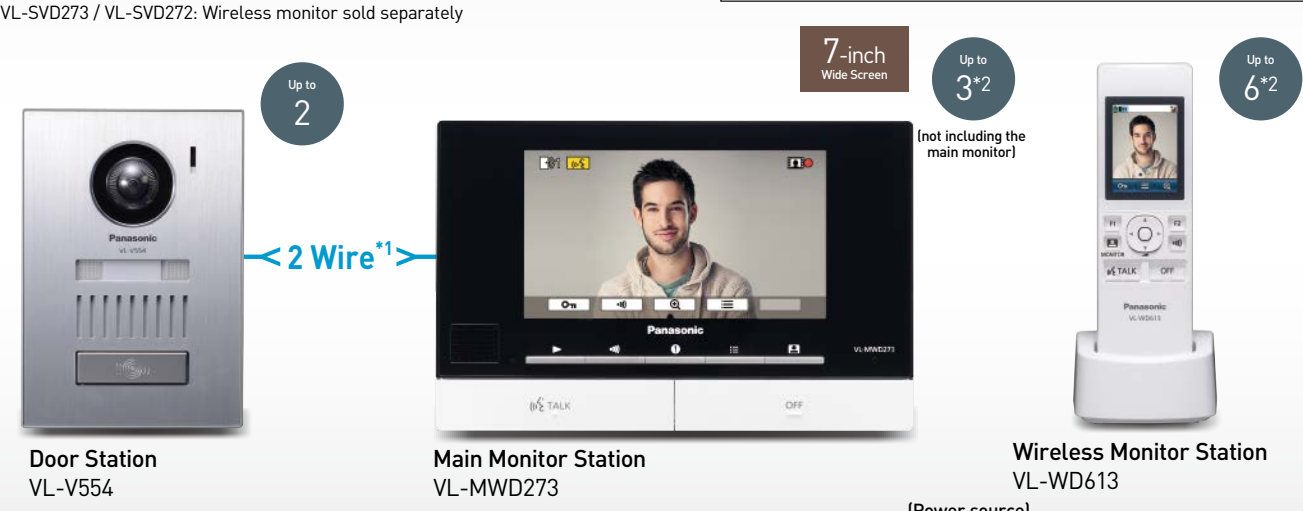 VL-SVD273 / VL-SVD272: Wireless monitor sold separately
7-inch
Wide Screen
Up to
2
Up to
3*2
(not including the
main monitor)
Up to
6*2
Panasonic
VL-V554
< 2 Wire*1 >
Panasonic
VL-MWD273
TALK
OFF
F1
F2
MONITOR
TALK
OFF
Panasonic
VL-WD613
Door Station
VL-V554
Main Monitor Station
VL-MWD273
Wireless Monitor Station
VL-WD613
(Power source)